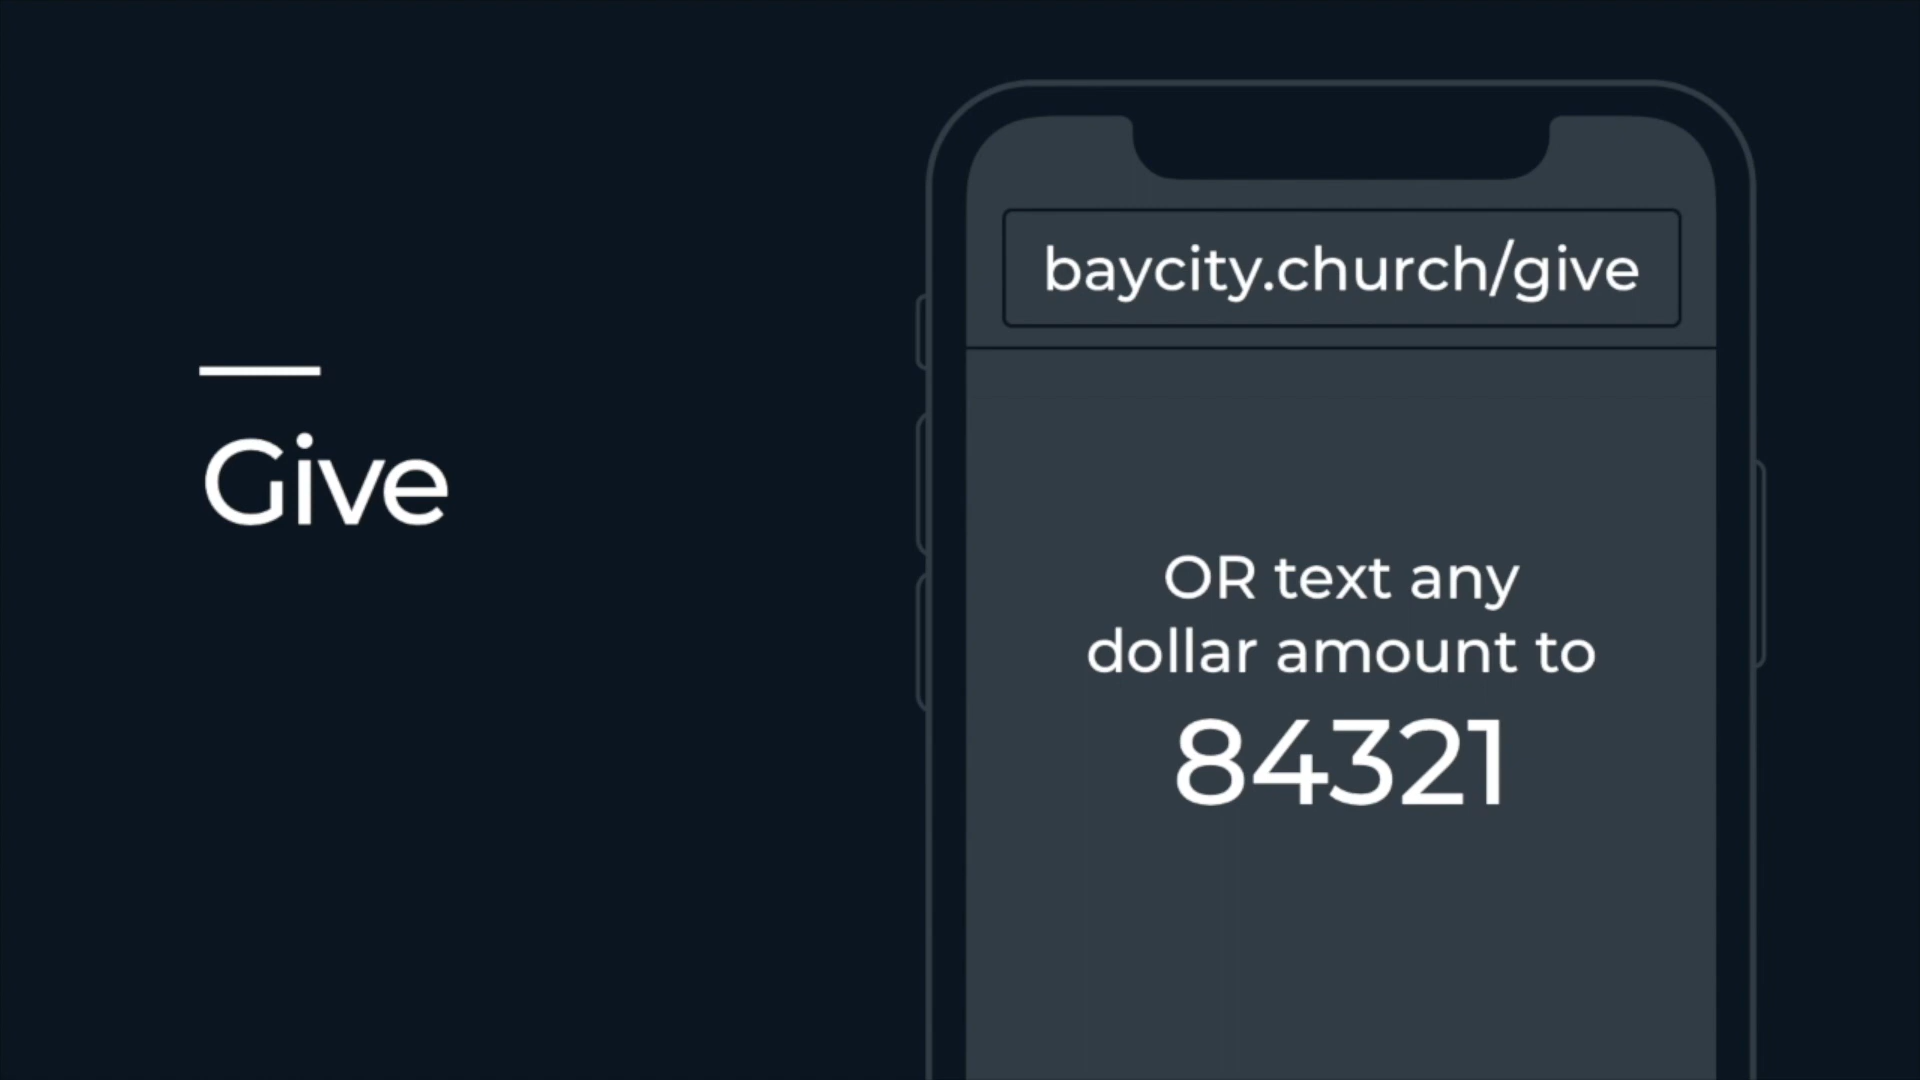 Give
baycity.church/give
OR text any
dollar amount to
84321